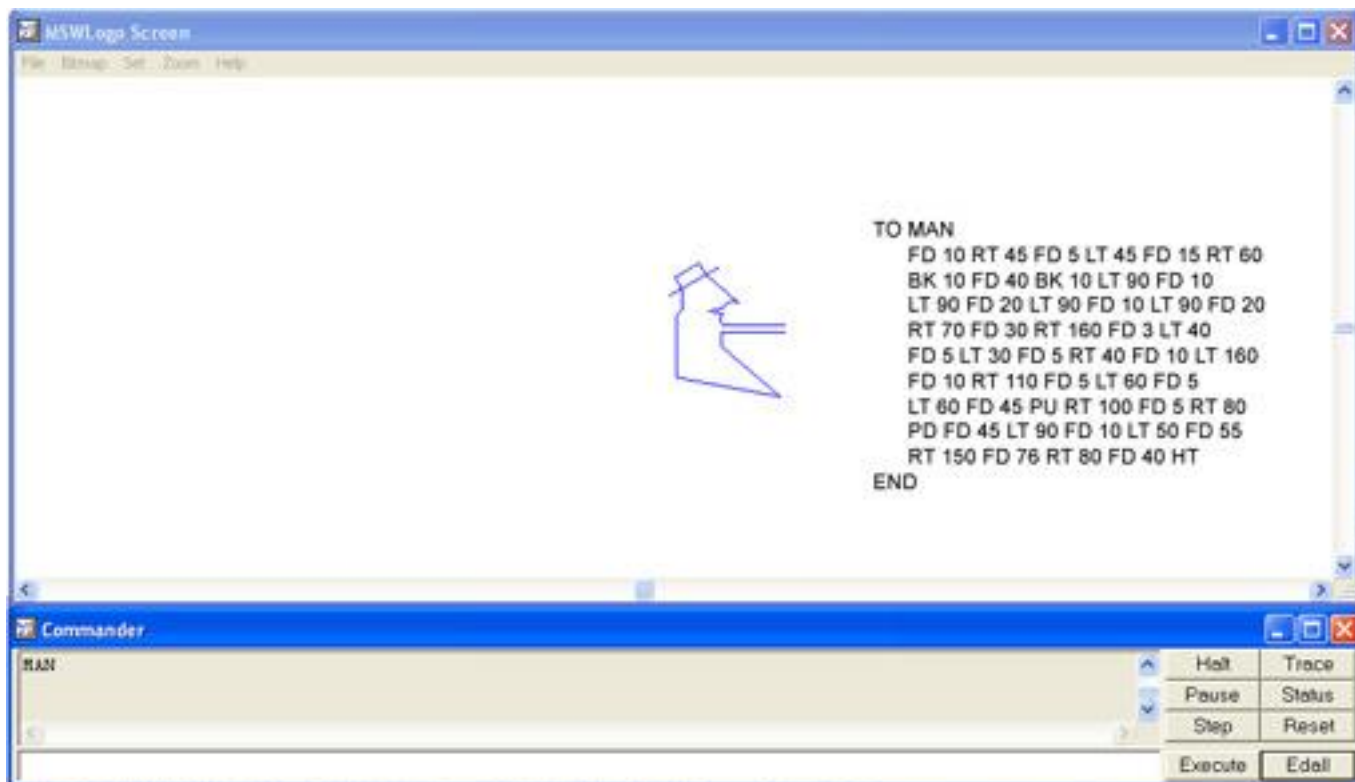 MSWLogo Screen
File Bitmap Set Zoom Help
TO MAN
FD 10 RT 45 FD 5 LT 45 FD 15 RT 60
BK 10 FD 40 BK 10 LT 90 FD 10
LT 90 FD 20 LT 90 FD 10 LT 90 FD 20
RT 70 FD 30 RT 160 FD 3 LT 40
FD 5 LT 30 FD 5 RT 40 FD 10 LT 160
FD 10 RT 110 FD 5 LT 60 FD 5
LT 60 FD 45 PU RT 100 FD 5 RT 80
PD FD 45 LT 90 FD 10 LT 50 FD 55
RT 150 FD 76 RT 80 FD 40 HT
END
Commander
MAN
Halt Trace
Pause Status
Step Reset
Execute Edall